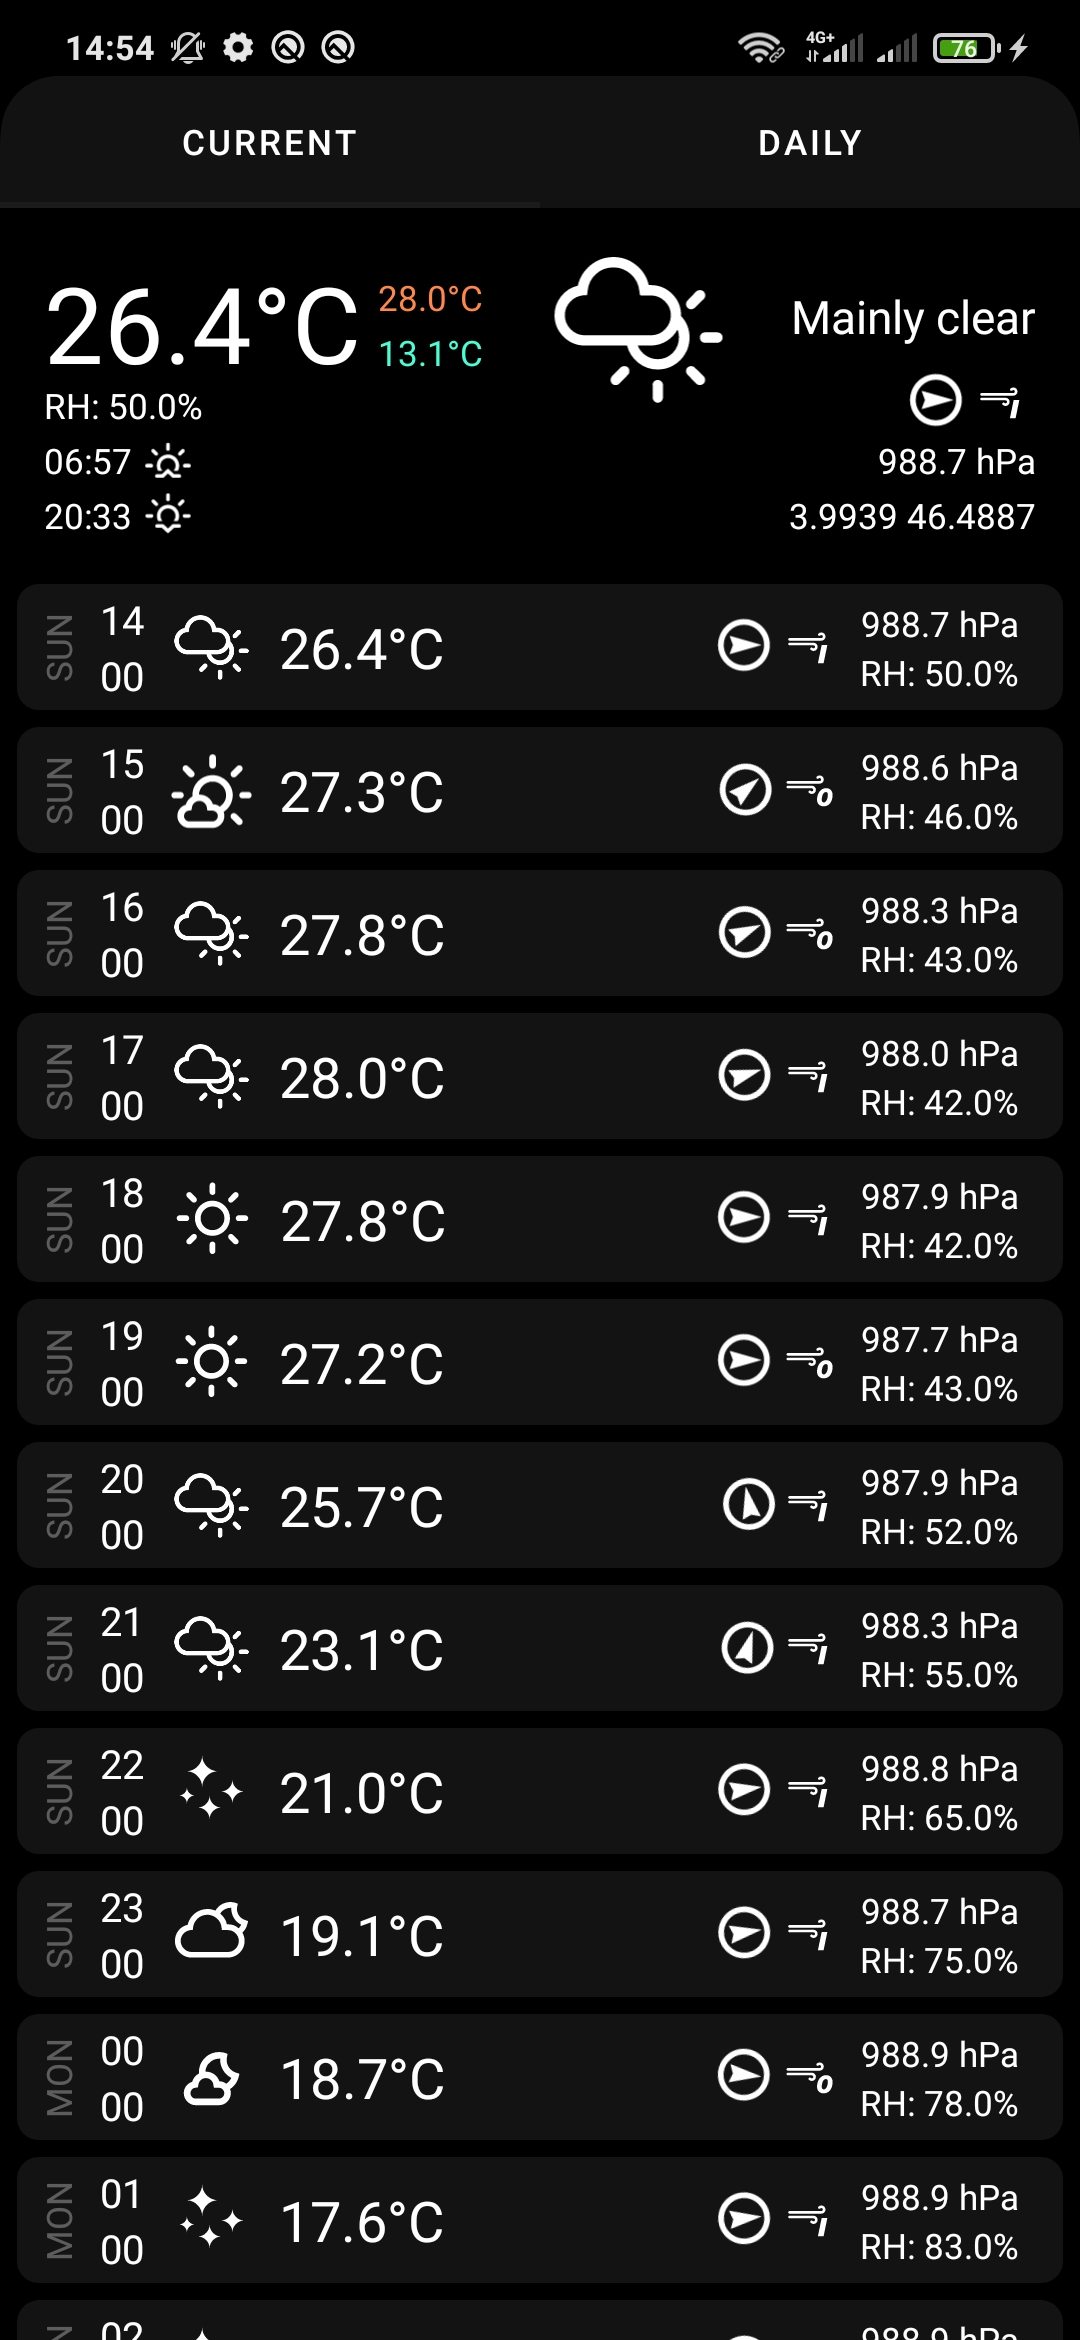 14:54 4G+ 76
CURRENT DAILY
26.4°C 28.0°C Mainly clear
13.1°C
RH: 50.0%
06:57 988.7 hPa
20:33 3.9939 46.4887
SUN 14 00 26.4°C 988.7 hPa
RH: 50.0%
SUN 15 00 27.3°C 988.6 hPa
RH: 46.0%
SUN 16 00 27.8°C 988.3 hPa
RH: 43.0%
SUN 17 00 28.0°C 988.0 hPa
RH: 42.0%
SUN 18 00 27.8°C 987.9 hPa
RH: 42.0%
SUN 19 00 27.2°C 987.7 hPa
RH: 43.0%
SUN 20 00 25.7°C 987.9 hPa
RH: 52.0%
SUN 21 00 23.1°C 988.3 hPa
RH: 55.0%
SUN 22 00 21.0°C 988.8 hPa
RH: 65.0%
SUN 23 00 19.1°C 988.7 hPa
RH: 75.0%
MON 00 00 18.7°C 988.9 hPa
RH: 78.0%
MON 01 00 17.6°C 988.9 hPa
RH: 83.0%
02 988.9 hPa